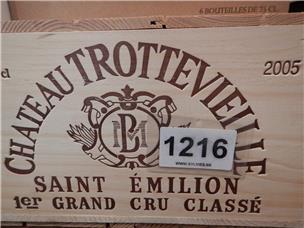 6 BOUTEILLES DE 75 CL
CHATEAU TROTTEVIEILLE
d
2005
1216
SAINT ÉMILION
1er GRAND CRU CLASSÉ